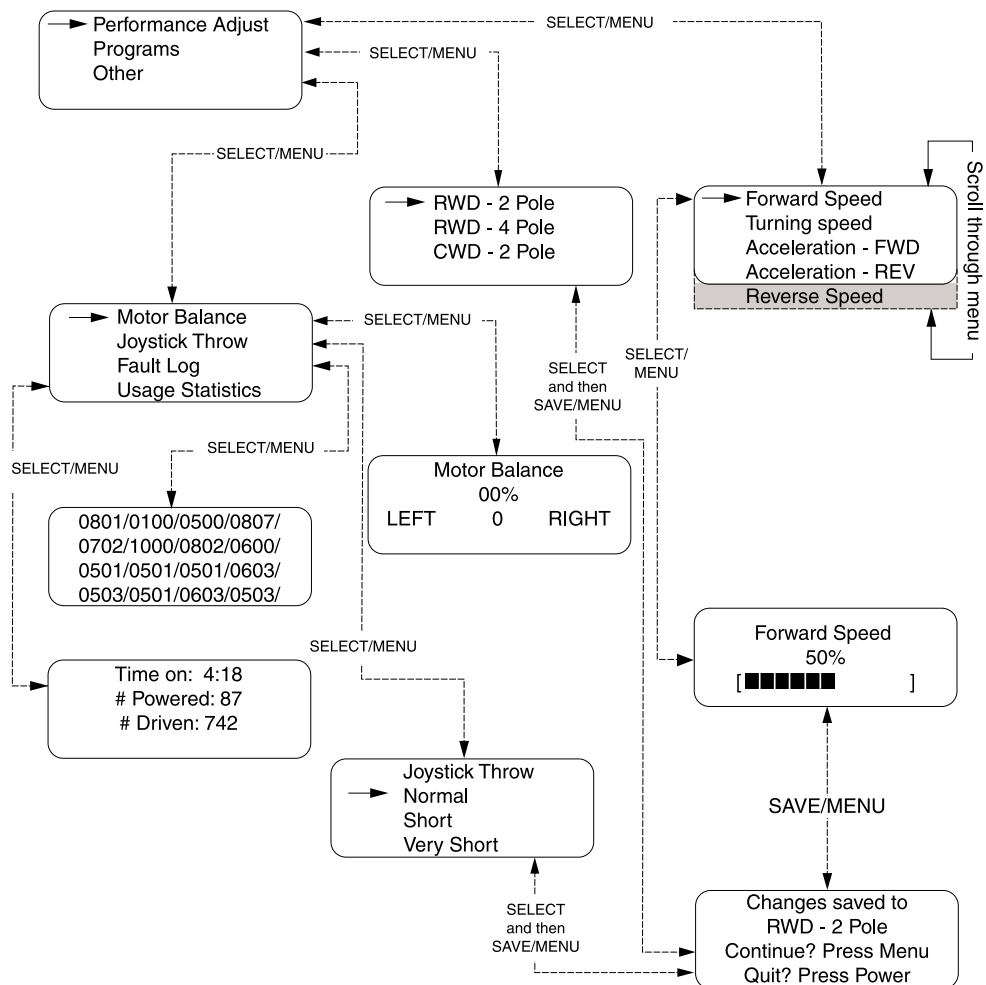 Performance Adjust
Programs
Other
SELECT/MENU
SELECT/MENU
SELECT/MENU
RWD - 2 Pole
RWD - 4 Pole
CWD - 2 Pole
Forward Speed
Turning speed
Acceleration - FWD
Acceleration - REV
Reverse Speed
Scroll through menu
Motor Balance
Joystick Throw
Fault Log
Usage Statistics
SELECT/MENU
SELECT
and then
SAVE/MENU
SELECT/
MENU
SELECT/MENU
SELECT/MENU
Motor Balance
00%
LEFT 0 RIGHT
0801/0100/0500/0807/
0702/1000/0802/0600/
0501/0501/0501/0603/
0503/0501/0603/0503/
SELECT/MENU
Forward Speed
50%
[ ]
Time on: 4:18
# Powered: 87
# Driven: 742
Joystick Throw
Normal
Short
Very Short
SAVE/MENU
SELECT
and then
SAVE/MENU
Changes saved to
RWD - 2 Pole
Continue? Press Menu
Quit? Press Power